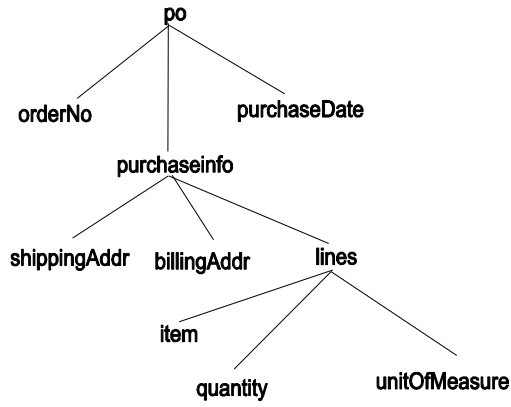 po
orderNo
purchaseDate
purchaseinfo
shippingAddr
billingAddr
lines
item
quantity
unitOfMeasure